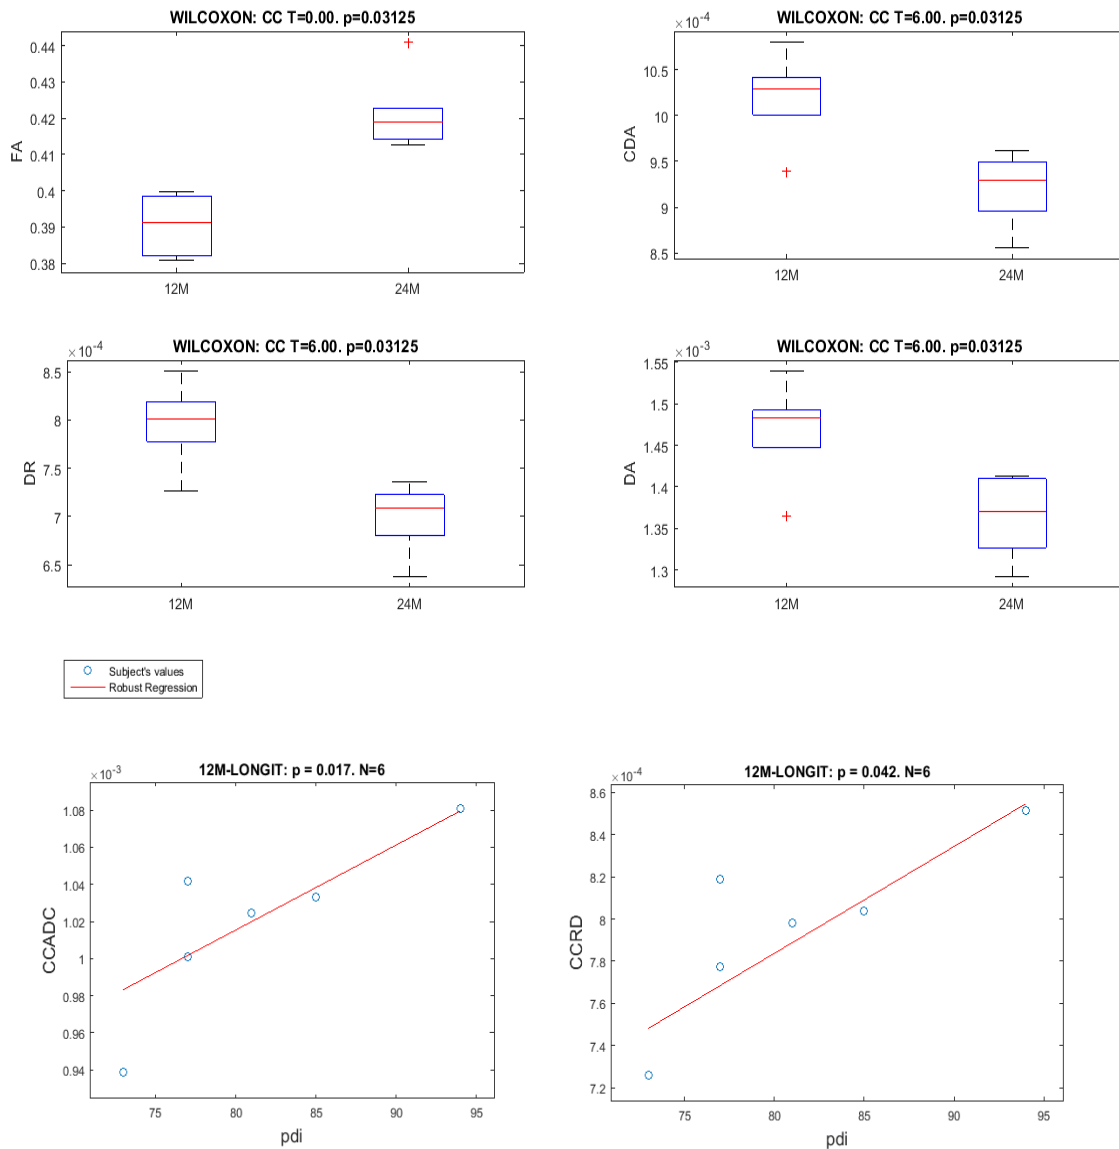 WILCOXON: CC T=0.00. p=0.03125
0.44
0.43
0.42
0.41
0.4
0.39
0.38
FA
12M 24M
WILCOXON: CC T=6.00. p=0.03125
×10-4
10.5
10
9.5
9
8.5
CDA
12M 24M
WILCOXON: CC T=6.00. p=0.03125
×10-4
8.5
8
7.5
7
6.5
DR
12M 24M
WILCOXON: CC T=6.00. p=0.03125
×10-3
1.55
1.5
1.45
1.4
1.35
1.3
DA
12M 24M
Subject's values
Robust Regression
12M-LONGIT: p = 0.017. N=6
×10-3
1.08
1.06
1.04
1.02
1
0.98
0.96
0.94
CCADC
75 80 85 90 95
pdi
12M-LONGIT: p = 0.042. N=6
×10-4
8.6
8.4
8.2
8
7.8
7.6
7.4
7.2
CCRD
75 80 85 90 95
pdi